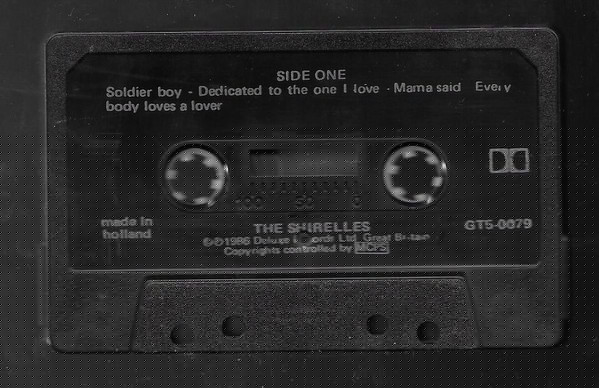 SIDE ONE
Soldier boy - Dedicated to the one I love - Mama said Every
body loves a lover
100 50 0
made in
holland
THE SHIRELLES
GT5-0079
©℗1986 Deluxe Records Ltd. Great Britain
Copyrights controlled by MCPS